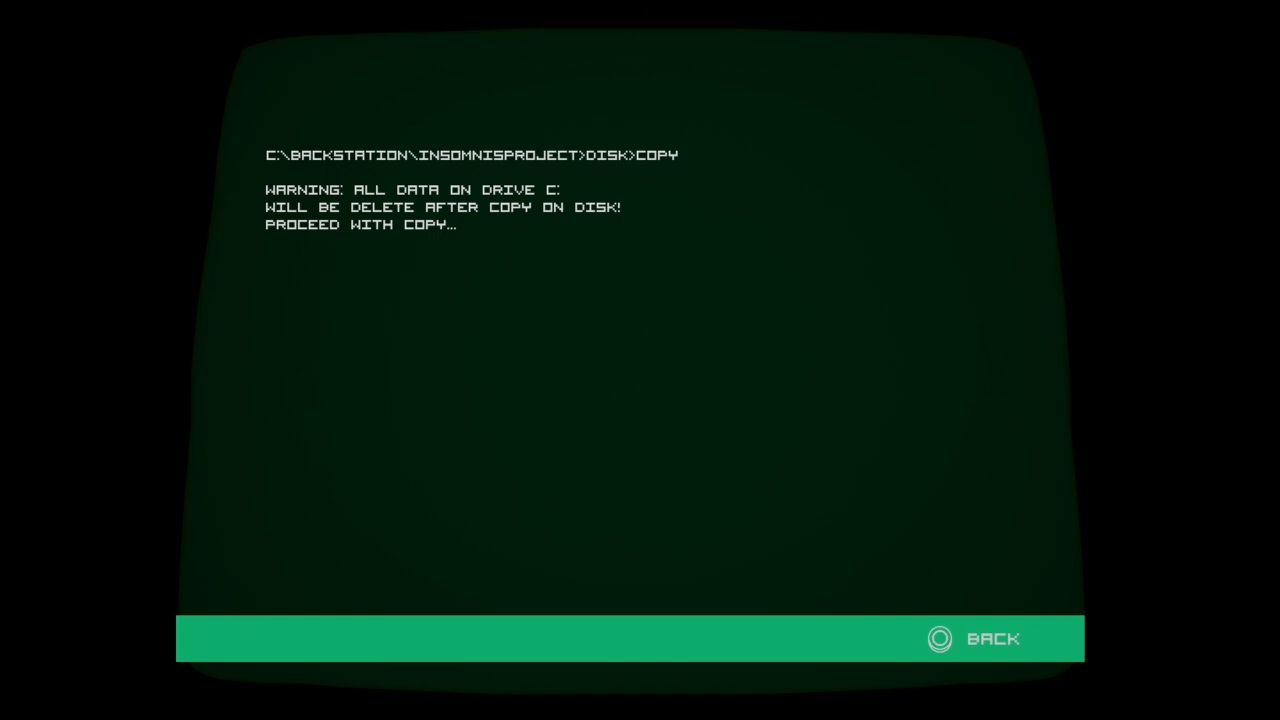 C:\BACKSTATION\INSOMNISPROJECT>DISK>COPY
WARNING: ALL DATA ON DRIVE C:
WILL BE DELETE AFTER COPY ON DISK!
PROCEED WITH COPY...
BACK